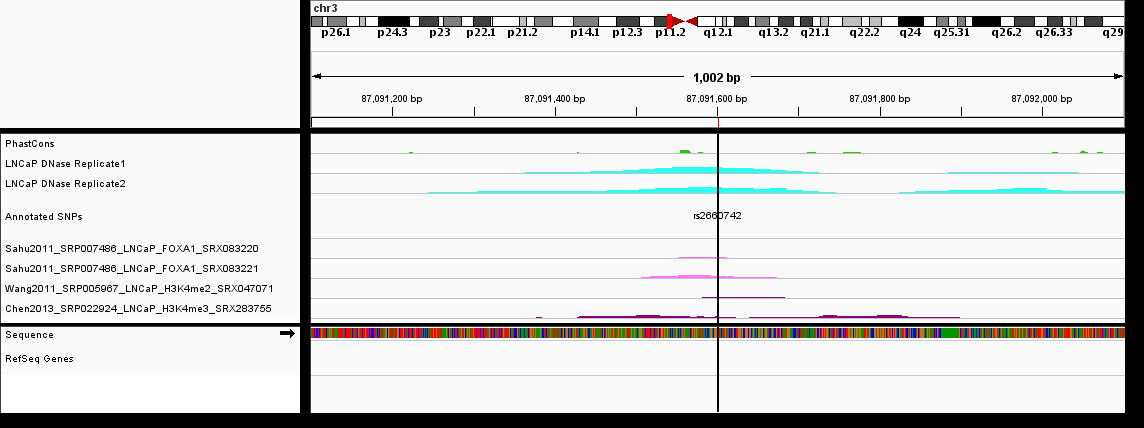 chr3
p26.1 p24.3 p23 p22.1 p21.2 p14.1 p12.3 p11.2 q12.1 q13.2 q21.1 q22.2 q24 q25.31 q26.2 q26.33 q29
1,002 bp
87,091,200 bp 87,091,400 bp 87,091,600 bp 87,091,800 bp 87,092,000 bp
PhastCons
LNCaP DNase Replicate1
LNCaP DNase Replicate2
Annotated SNPs rs2660742
Sahu2011_SRP007486_LNCaP_FOXA1_SRX083220
Sahu2011_SRP007486_LNCaP_FOXA1_SRX083221
Wang2011_SRP005967_LNCaP_H3K4me2_SRX047071
Chen2013_SRP022924_LNCaP_H3K4me3_SRX283755
Sequence
RefSeq Genes